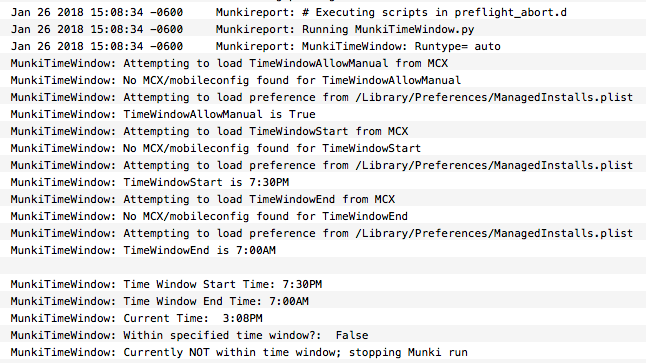 Jan 26 2018 15:08:34 -0600 Munkireport: # Executing scripts in preflight_abort.d
Jan 26 2018 15:08:34 -0600 Munkireport: Running MunkiTimeWindow.py
Jan 26 2018 15:08:34 -0600 Munkireport: MunkiTimeWindow: Runtype= auto
MunkiTimeWindow: Attempting to load TimeWindowAllowManual from MCX
MunkiTimeWindow: No MCX/mobileconfig found for TimeWindowAllowManual
MunkiTimeWindow: Attempting to load preference from /Library/Preferences/ManagedInstalls.plist
MunkiTimeWindow: TimeWindowAllowManual is True
MunkiTimeWindow: Attempting to load TimeWindowStart from MCX
MunkiTimeWindow: No MCX/mobileconfig found for TimeWindowStart
MunkiTimeWindow: Attempting to load preference from /Library/Preferences/ManagedInstalls.plist
MunkiTimeWindow: TimeWindowStart is 7:30PM
MunkiTimeWindow: Attempting to load TimeWindowEnd from MCX
MunkiTimeWindow: No MCX/mobileconfig found for TimeWindowEnd
MunkiTimeWindow: Attempting to load preference from /Library/Preferences/ManagedInstalls.plist
MunkiTimeWindow: TimeWindowEnd is 7:00AM
MunkiTimeWindow: Time Window Start Time: 7:30PM
MunkiTimeWindow: Time Window End Time: 7:00AM
MunkiTimeWindow: Current Time:  3:08PM
MunkiTimeWindow: Within specified time window?:  False
MunkiTimeWindow: Currently NOT within time window; stopping Munki run